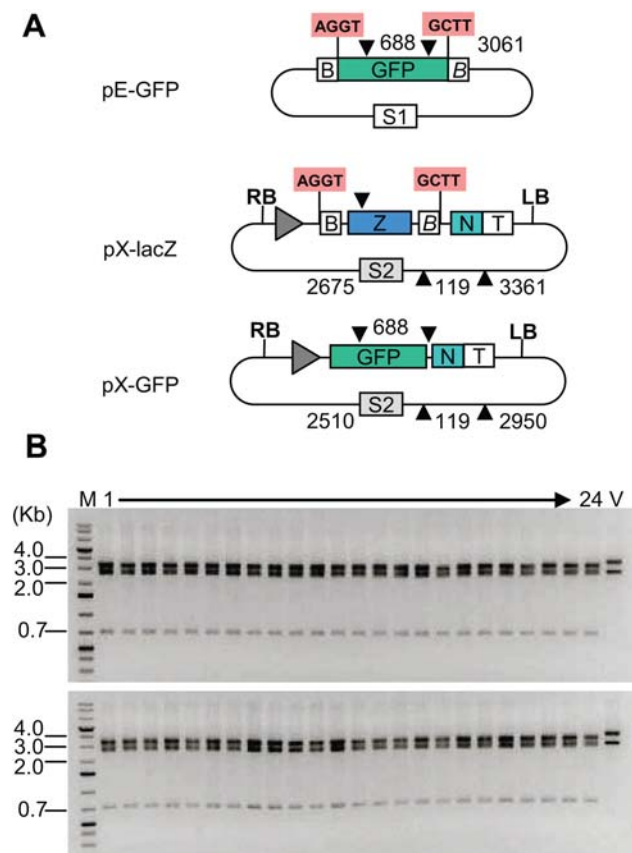 A
AGGT 688 GCTT 3061
pE-GFP B GFP B
S1
AGGT GCTT
RB LB
pX-lacZ B Z B N T
2675 S2 119 3361
RB 688 LB
pX-GFP GFP N T
2510 S2 119 2950
B
M 1 24 V
(Kb)
4.0
3.0
2.0
0.7
4.0
3.0
2.0
0.7